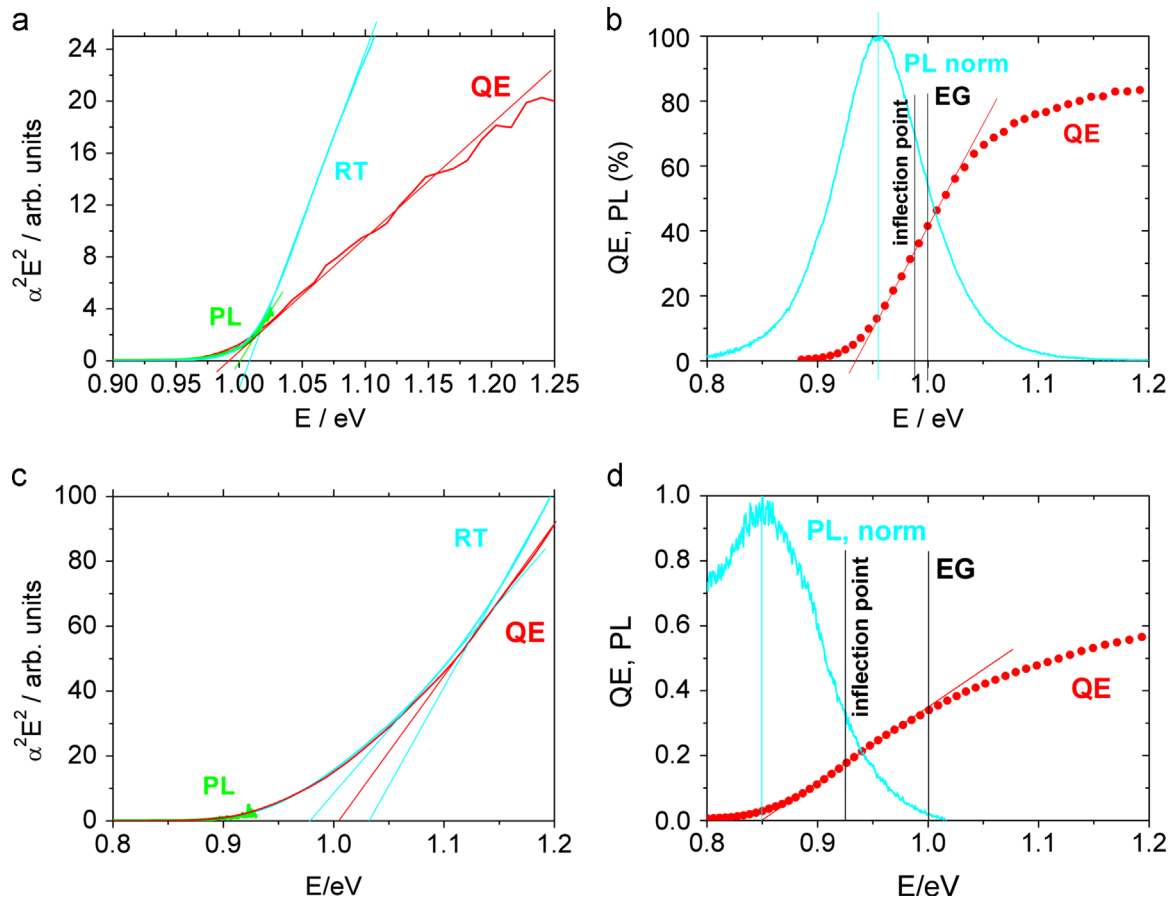 a
α²E² / arb. units
24
20
16
12
8
4
0
QE
RT
PL
0.90 0.95 1.00 1.05 1.10 1.15 1.20 1.25
E / eV
b
QE, PL (%)
100
80
60
40
20
0
PL norm
EG
inflection point
QE
0.8 0.9 1.0 1.1 1.2
E / eV
c
α²E² / arb. units
100
80
60
40
20
0
RT
QE
PL
0.8 0.9 1.0 1.1 1.2
E/eV
d
QE, PL
1.0
0.8
0.6
0.4
0.2
0.0
PL, norm
EG
inflection point
QE
0.8 0.9 1.0 1.1 1.2
E/eV